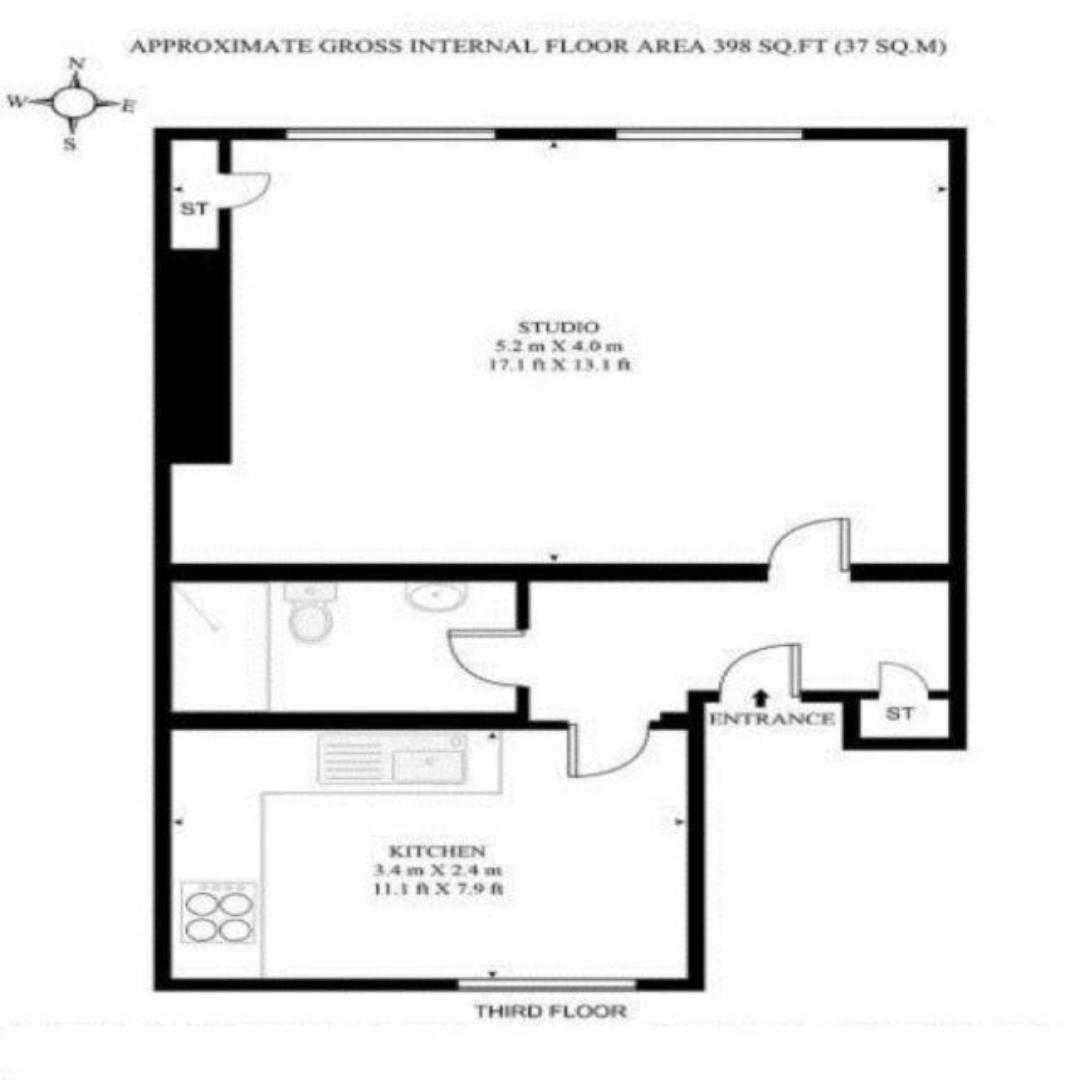 APPROXIMATE GROSS INTERNAL FLOOR AREA 398 SQ.FT (37 SQ.M)
N
W E
S
ST
STUDIO
5.2 m X 4.0 m
17.1 ft X 13.1 ft
ENTRANCE
ST
KITCHEN
3.4 m X 2.4 m
11.1 ft X 7.9 ft
THIRD FLOOR